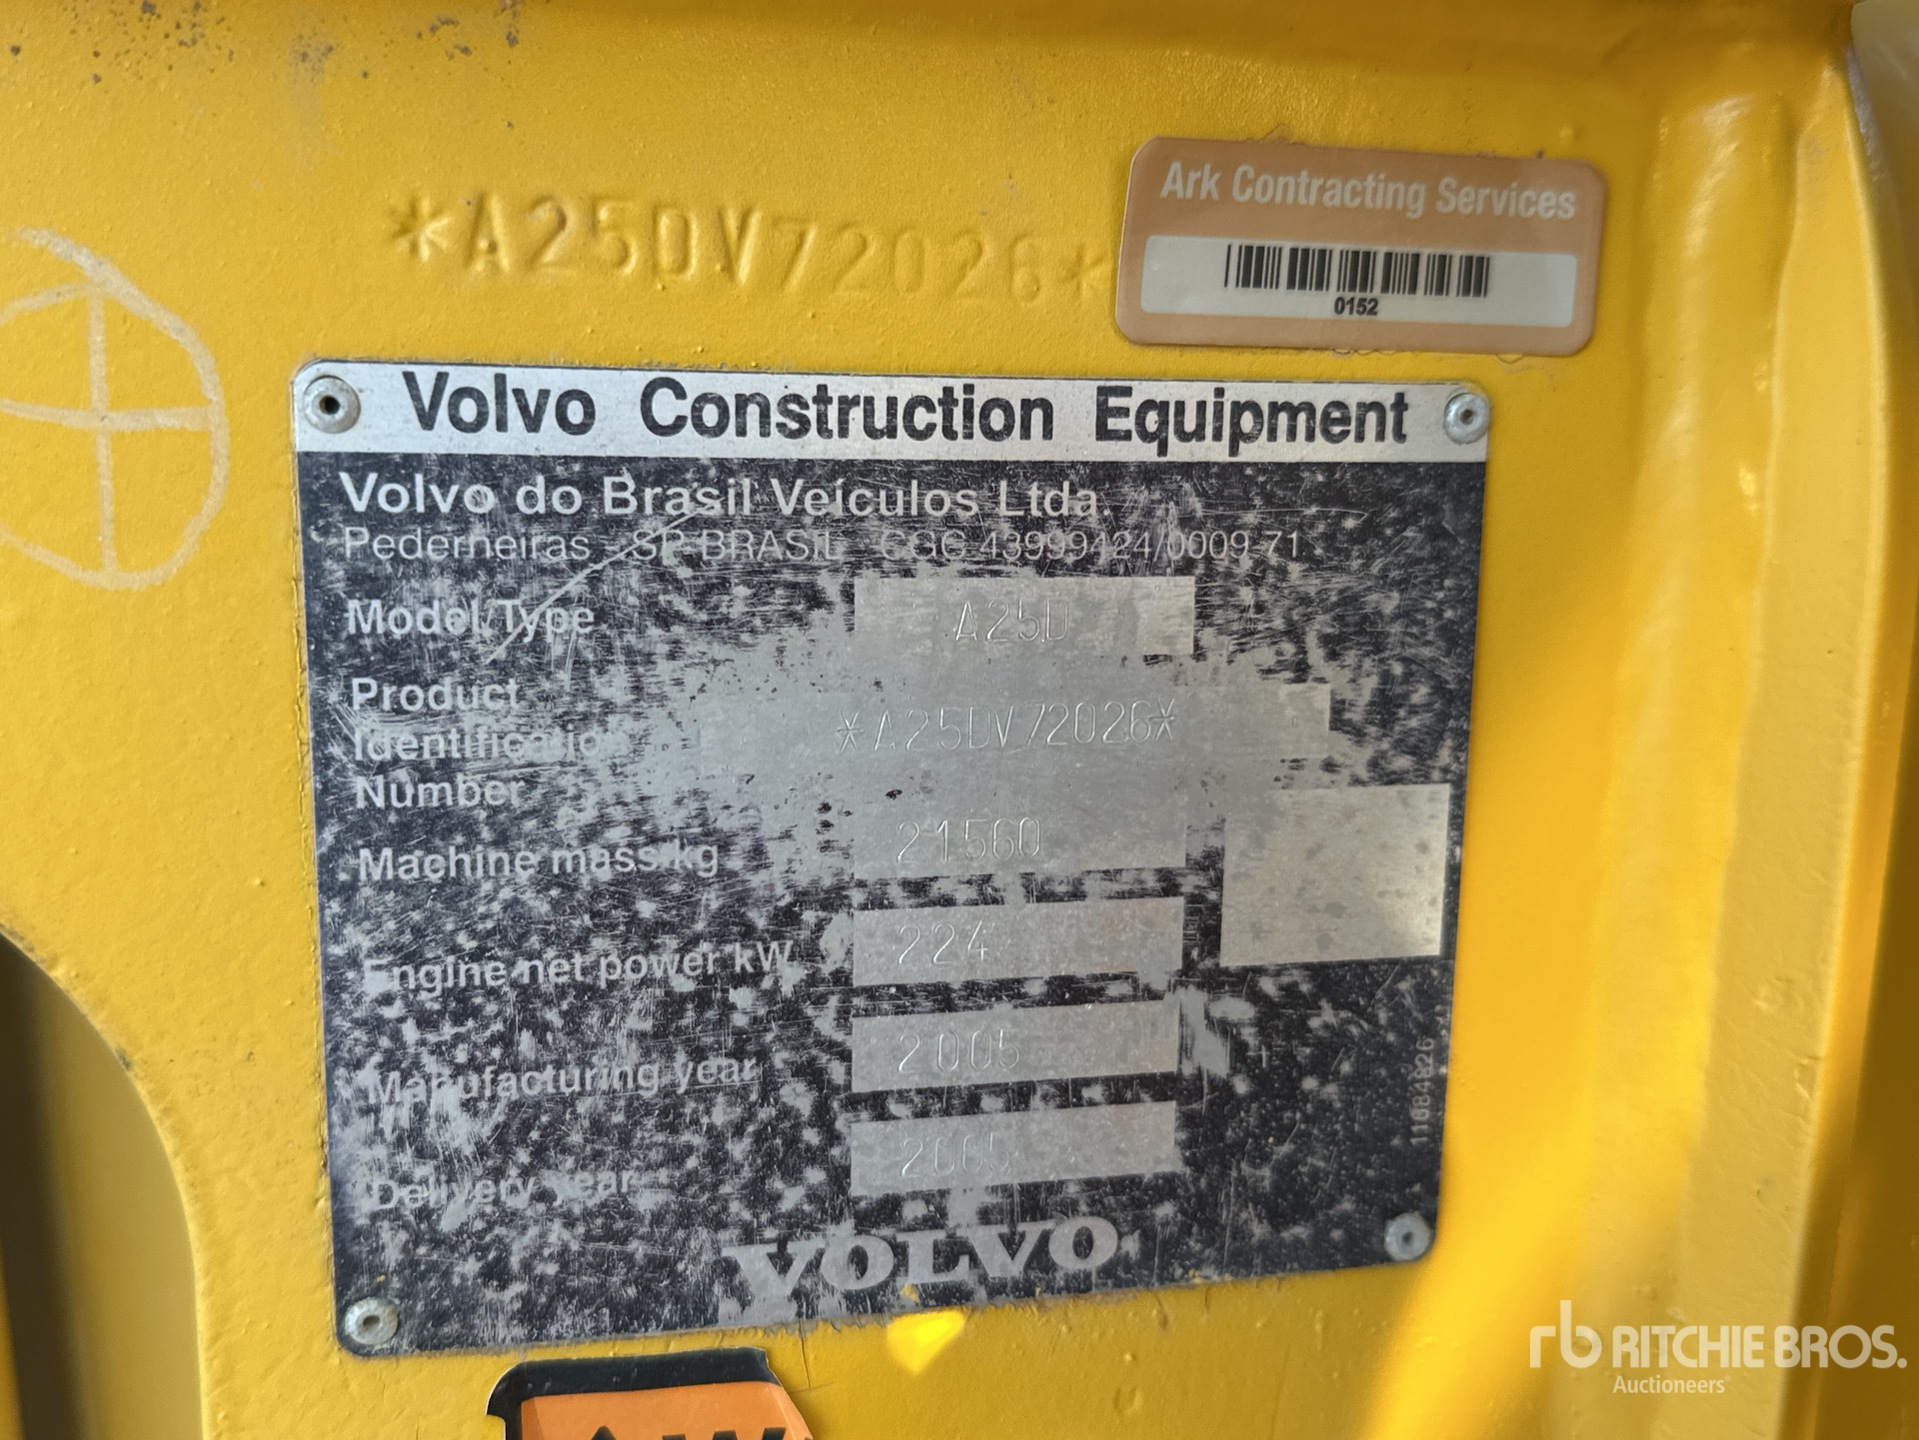 *A25DV72026*
Ark Contracting Services
0152
Volvo Construction Equipment
Volvo do Brasil Veículos Ltda.
Pederneiras - SP-BRASIL CGC 43999424/0009-71
Model/Type A25D
Product
Identification *A25DV72026*
Number
Machine mass/kg 21560
Engine net power kW 224
Manufacturing year 2005
Delivery year 2005
VOLVO
rb RITCHIE BROS.
Auctioneers